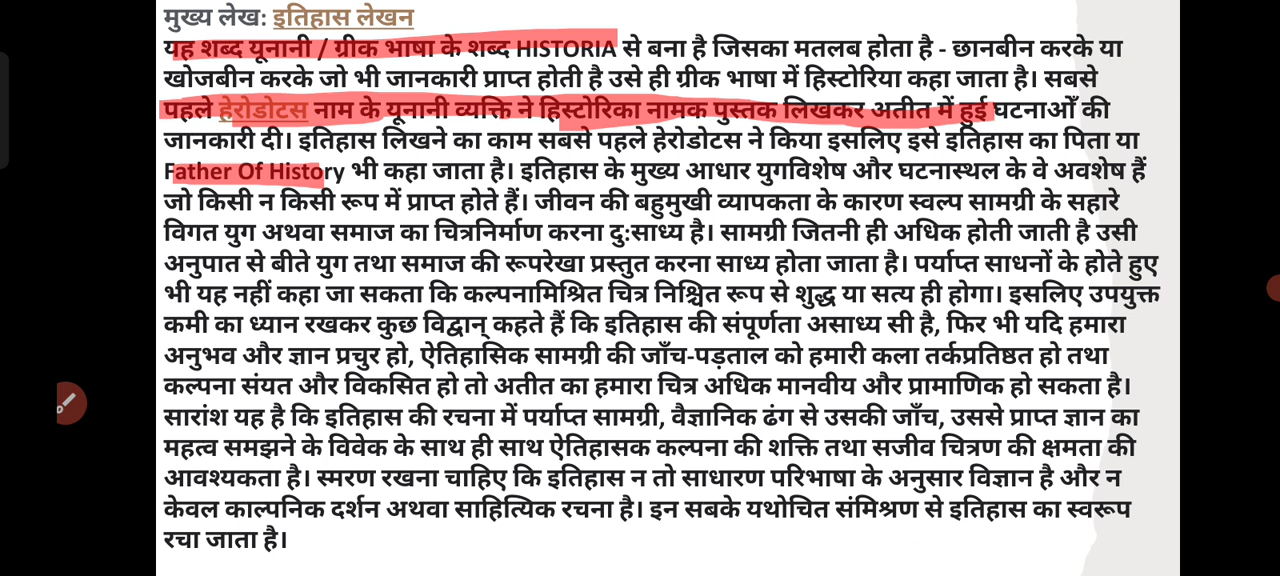 मुख्य लेख: इतिहास लेखन
यह शब्द यूनानी / ग्रीक भाषा के शब्द HISTORIA से बना है जिसका मतलब होता है - छानबीन करके या
खोजबीन करके जो भी जानकारी प्राप्त होती है उसे ही ग्रीक भाषा में हिस्टोरिया कहा जाता है। सबसे
पहले हेरोडोटस नाम के यूनानी व्यक्ति ने हिस्टोरिका नामक पुस्तक लिखकर अतीत में हुई घटनाओँ की
जानकारी दी। इतिहास लिखने का काम सबसे पहले हेरोडोटस ने किया इसलिए इसे इतिहास का पिता या
Father Of History भी कहा जाता है। इतिहास के मुख्य आधार युगविशेष और घटनास्थल के वे अवशेष हैं
जो किसी न किसी रूप में प्राप्त होते हैं। जीवन की बहुमुखी व्यापकता के कारण स्वल्प सामग्री के सहारे
विगत युग अथवा समाज का चित्रनिर्माण करना दुःसाध्य है। सामग्री जितनी ही अधिक होती जाती है उसी
अनुपात से बीते युग तथा समाज की रूपरेखा प्रस्तुत करना साध्य होता जाता है। पर्याप्त साधनों के होते हुए
भी यह नहीं कहा जा सकता कि कल्पनामिश्रित चित्र निश्चित रूप से शुद्ध या सत्य ही होगा। इसलिए उपयुक्त
कमी का ध्यान रखकर कुछ विद्वान् कहते हैं कि इतिहास की संपूर्णता असाध्य सी है, फिर भी यदि हमारा
अनुभव और ज्ञान प्रचुर हो, ऐतिहासिक सामग्री की जाँच-पड़ताल को हमारी कला तर्कप्रतिष्ठत हो तथा
कल्पना संयत और विकसित हो तो अतीत का हमारा चित्र अधिक मानवीय और प्रामाणिक हो सकता है।
सारांश यह है कि इतिहास की रचना में पर्याप्त सामग्री, वैज्ञानिक ढंग से उसकी जाँच, उससे प्राप्त ज्ञान का
महत्व समझने के विवेक के साथ ही साथ ऐतिहासक कल्पना की शक्ति तथा सजीव चित्रण की क्षमता की
आवश्यकता है। स्मरण रखना चाहिए कि इतिहास न तो साधारण परिभाषा के अनुसार विज्ञान है और न
केवल काल्पनिक दर्शन अथवा साहित्यिक रचना है। इन सबके यथोचित संमिश्रण से इतिहास का स्वरूप
रचा जाता है।